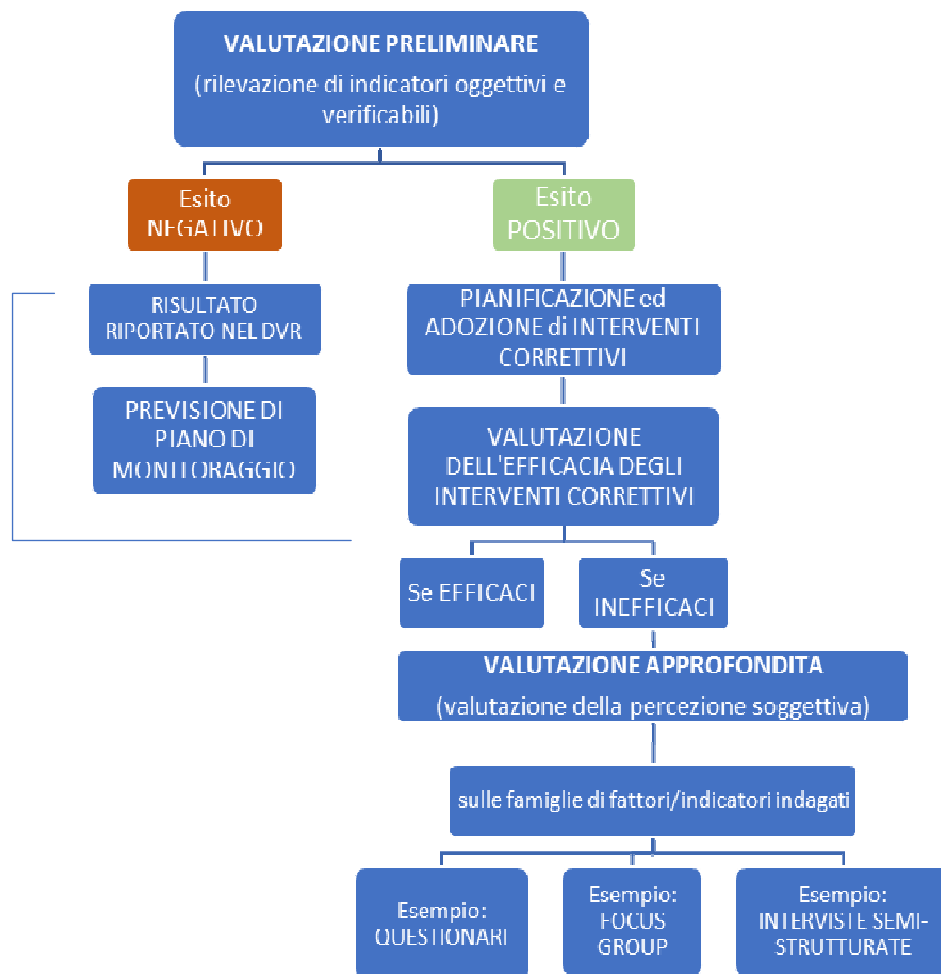 VALUTAZIONE PRELIMINARE
(rilevazione di indicatori oggettivi e
verificabili)
Esito
NEGATIVO
Esito
POSITIVO
RISULTATO
RIPORTATO NEL DVR
PIANIFICAZIONE ed
ADOZIONE di INTERVENTI
CORRETTIVI
PREVISIONE DI
PIANO DI
MONITORAGGIO
VALUTAZIONE
DELL'EFFICACIA DEGLI
INTERVENTI CORRETTIVI
Se EFFICACI
Se
INEFFICACI
VALUTAZIONE APPROFONDITA
(valutazione della percezione soggettiva)
sulle famiglie di fattori/indicatori indagati
Esempio:
QUESTIONARI
Esempio:
FOCUS
GROUP
Esempio:
INTERVISTE SEMI-
STRUTTURATE